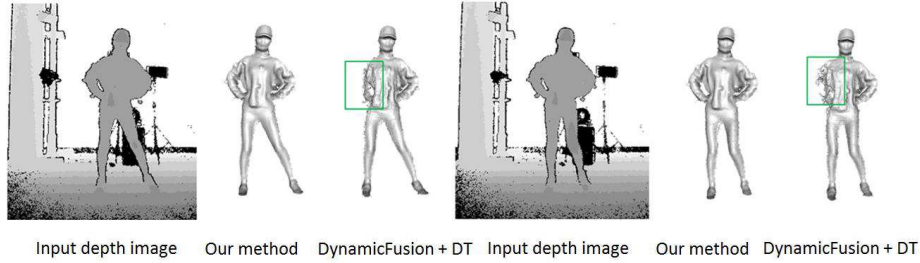 Input depth image Our method DynamicFusion + DT Input depth image Our method DynamicFusion + DT